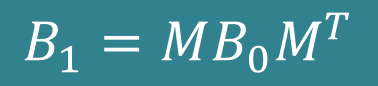 B₁ = MB₀Mᵀ